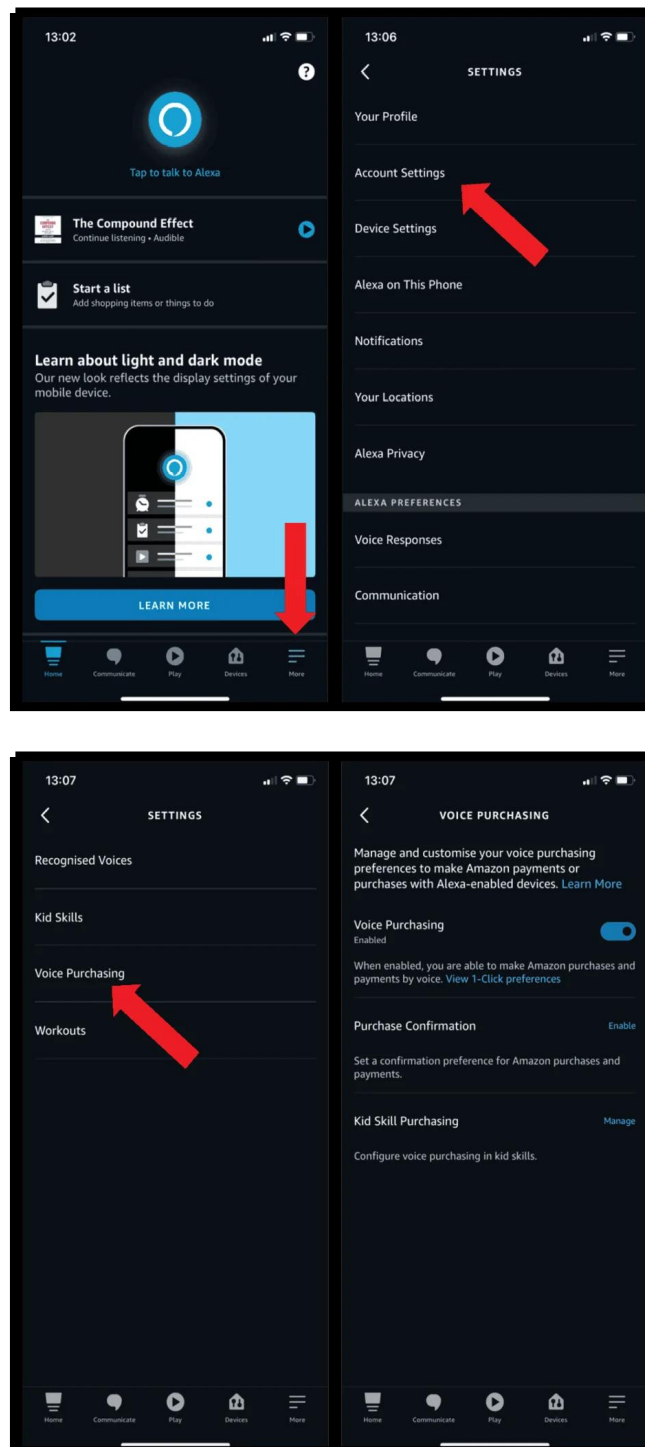 13:02
?
Tap to talk to Alexa
The Compound Effect
Continue listening • Audible
Start a list
Add shopping items or things to do
Learn about light and dark mode
Our new look reflects the display settings of your
mobile device.
LEARN MORE
Home Communicate Play Devices More
13:06
SETTINGS
Your Profile
Account Settings
Device Settings
Alexa on This Phone
Notifications
Your Locations
Alexa Privacy
ALEXA PREFERENCES
Voice Responses
Communication
Home Communicate Play Devices More
13:07
SETTINGS
Recognised Voices
Kid Skills
Voice Purchasing
Workouts
Home Communicate Play Devices More
13:07
VOICE PURCHASING
Manage and customise your voice purchasing
preferences to make Amazon payments or
purchases with Alexa-enabled devices. Learn More
Voice Purchasing
Enabled
When enabled, you are able to make Amazon purchases and
payments by voice. View 1-Click preferences
Purchase Confirmation Enable
Set a confirmation preference for Amazon purchases and
payments.
Kid Skill Purchasing Manage
Configure voice purchasing in kid skills.
Home Communicate Play Devices More